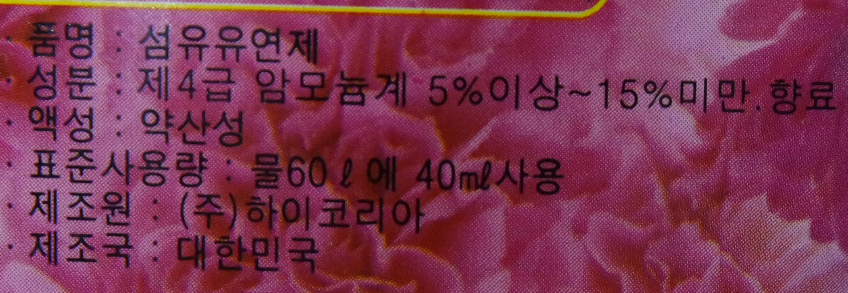 · 품명 : 섬유유연제
· 성분 : 제4급 암모늄계 5%이상~15%미만.향료
· 액성 : 약산성
· 표준사용량 : 물60ℓ에 40㎖사용
· 제조원 : (주)하이코리아
· 제조국 : 대한민국